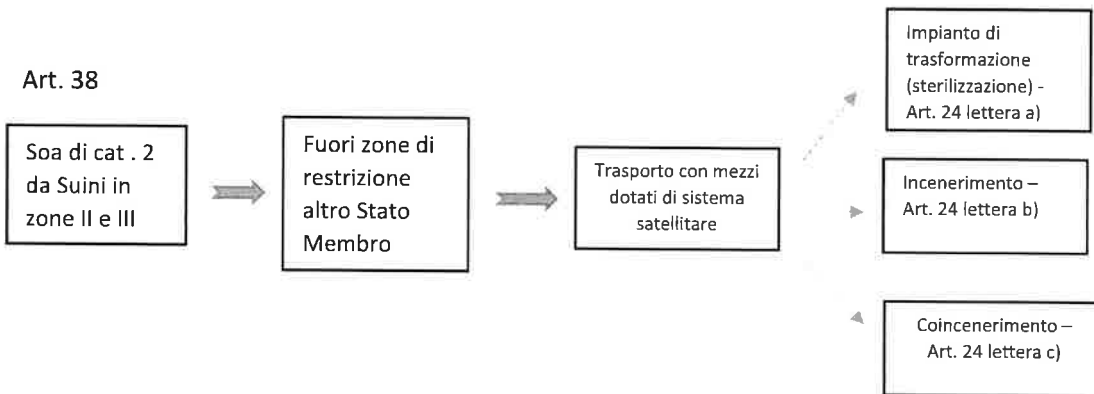 Art. 38
Soa di cat . 2
da Suini in
zone II e III
Fuori zone di
restrizione
altro Stato
Membro
Trasporto con mezzi
dotati di sistema
satellitare
Impianto di
trasformazione
(sterilizzazione) -
Art. 24 lettera a)
Incenerimento –
Art. 24 lettera b)
Coincenerimento –
Art. 24 lettera c)